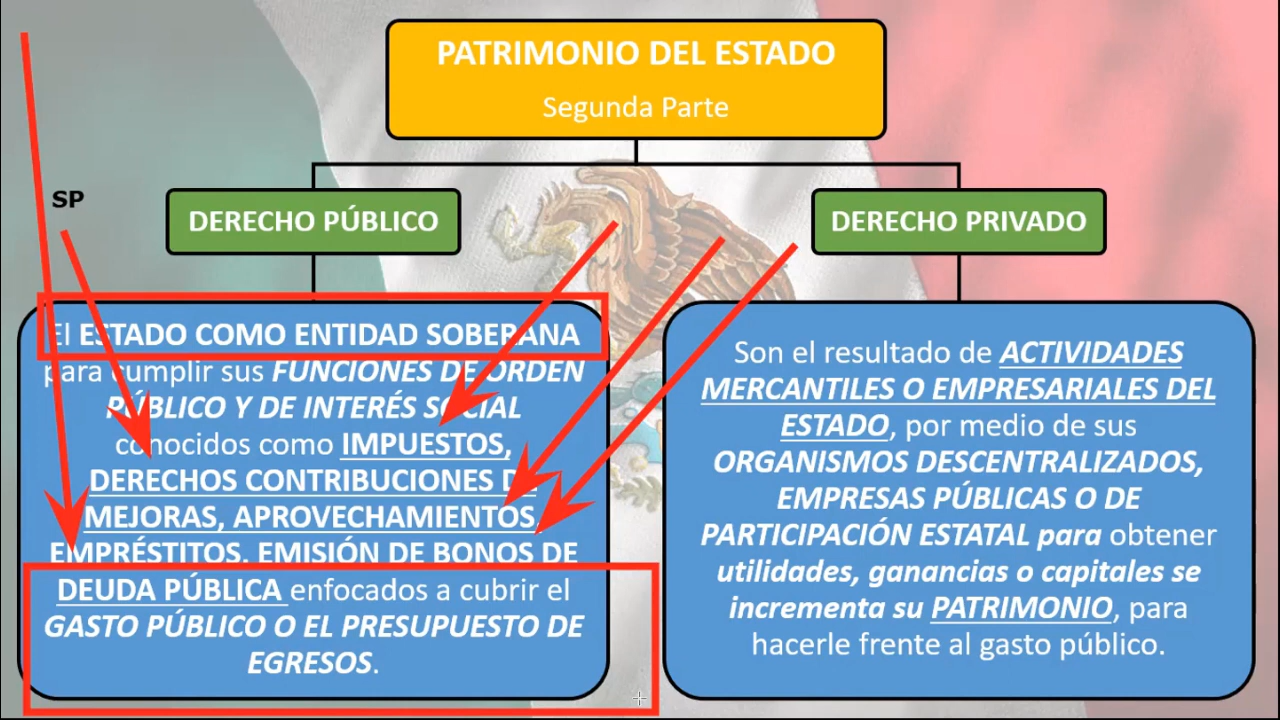 PATRIMONIO DEL ESTADO
Segunda Parte
SP
DERECHO PÚBLICO
El ESTADO COMO ENTIDAD SOBERANA
para cumplir sus FUNCIONES DE ORDEN
PÚBLICO Y DE INTERÉS SOCIAL
conocidos como IMPUESTOS,
DERECHOS CONTRIBUCIONES DE
MEJORAS, APROVECHAMIENTOS,
EMPRÉSTITOS. EMISIÓN DE BONOS DE
DEUDA PÚBLICA enfocados a cubrir el
GASTO PÚBLICO O EL PRESUPUESTO DE
EGRESOS.
DERECHO PRIVADO
Son el resultado de ACTIVIDADES
MERCANTILES O EMPRESARIALES DEL
ESTADO, por medio de sus
ORGANISMOS DESCENTRALIZADOS,
EMPRESAS PÚBLICAS O DE
PARTICIPACIÓN ESTATAL para obtener
utilidades, ganancias o capitales se
incrementa su PATRIMONIO, para
hacerle frente al gasto público.